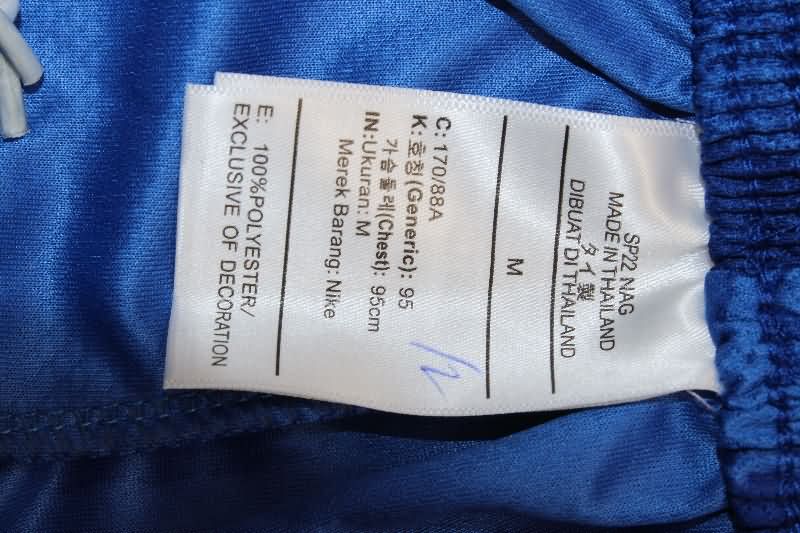 SP22 NAG
MADE IN THAILAND
タイ製
DIBUAT DI THAILAND
M
C: 170/88A
K: 호칭(Generic): 95
가슴둘레(Chest): 95cm
IN:Ukuran: M
Merek Barang: Nike
E: 100%POLYESTER/
EXCLUSIVE OF DECORATION